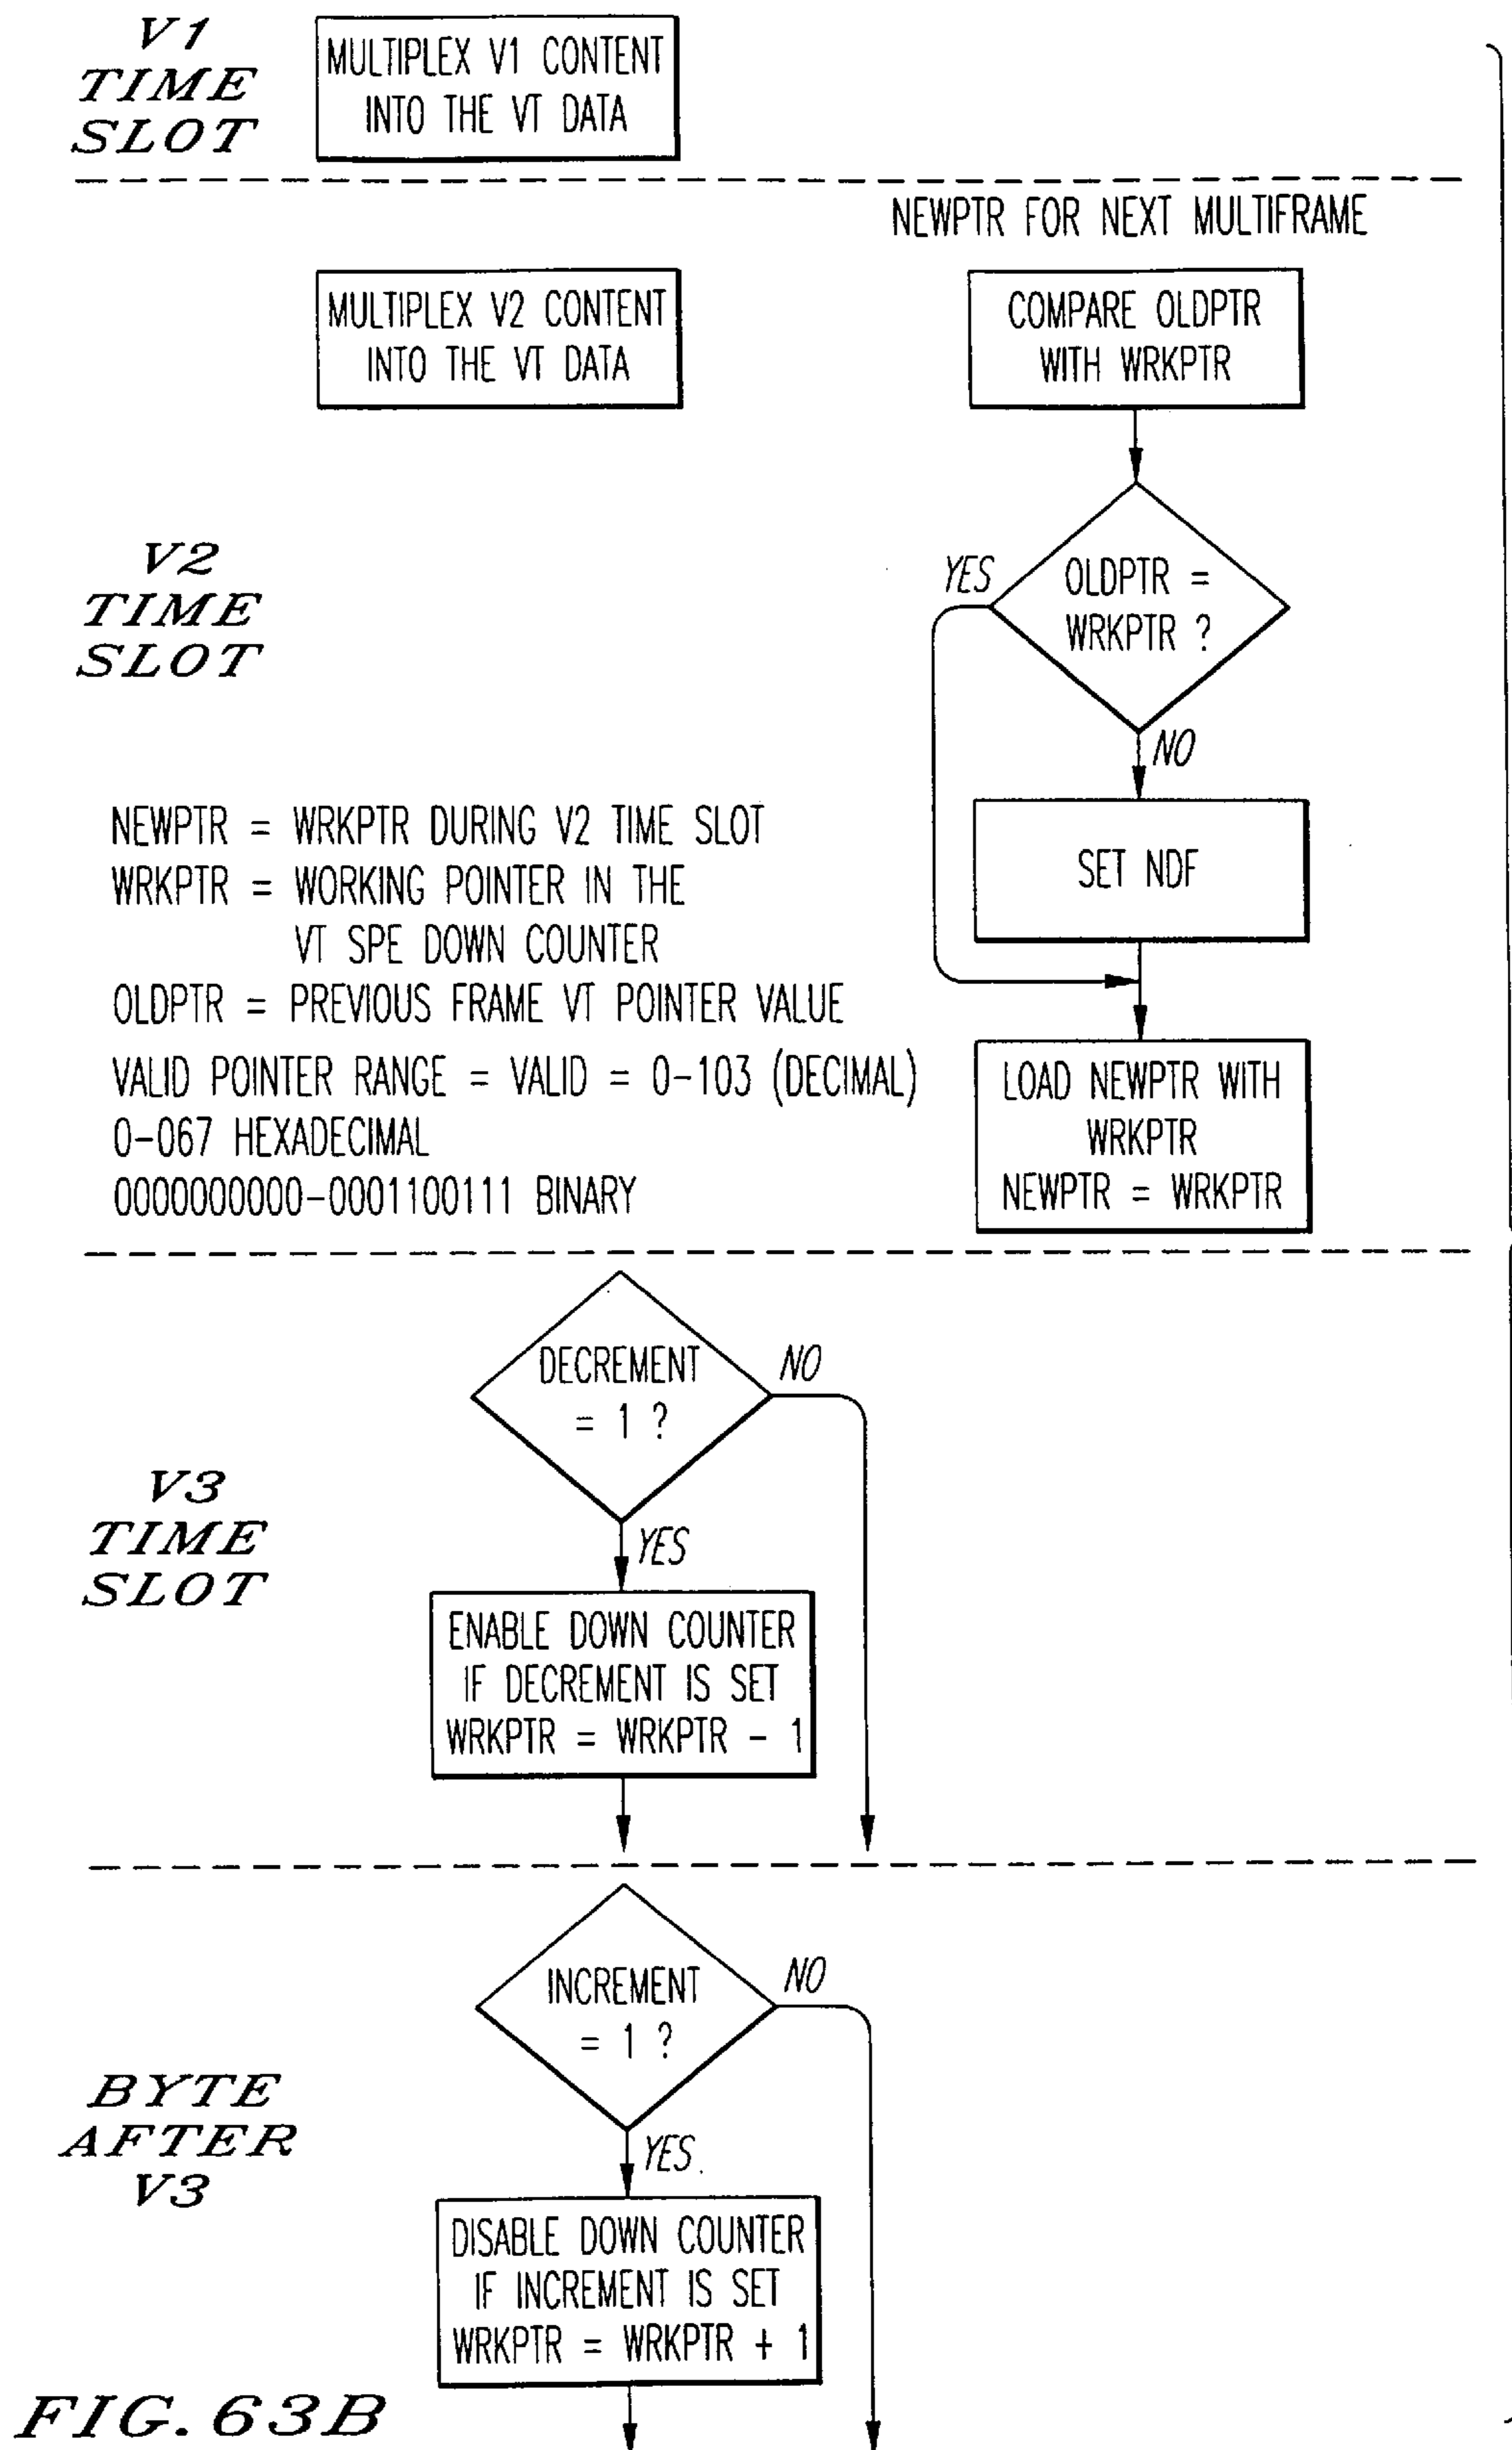 V1
TIME
SLOT
MULTIPLEX V1 CONTENT
INTO THE VT DATA
NEWPTR FOR NEXT MULTIFRAME
MULTIPLEX V2 CONTENT
INTO THE VT DATA
COMPARE OLDPTR
WITH WRKPTR
V2
TIME
SLOT
YES
OLDPTR =
WRKPTR ?
NO
SET NDF
NEWPTR = WRKPTR DURING V2 TIME SLOT
WRKPTR = WORKING POINTER IN THE
VT SPE DOWN COUNTER
OLDPTR = PREVIOUS FRAME VT POINTER VALUE
VALID POINTER RANGE = VALID = 0-103 (DECIMAL)
0-067 HEXADECIMAL
0000000000-0001100111 BINARY
LOAD NEWPTR WITH
WRKPTR
NEWPTR = WRKPTR
V3
TIME
SLOT
DECREMENT
= 1 ?
NO
YES
ENABLE DOWN COUNTER
IF DECREMENT IS SET
WRKPTR = WRKPTR - 1
BYTE
AFTER
V3
INCREMENT
= 1 ?
NO
YES
DISABLE DOWN COUNTER
IF INCREMENT IS SET
WRKPTR = WRKPTR + 1
FIG. 63B